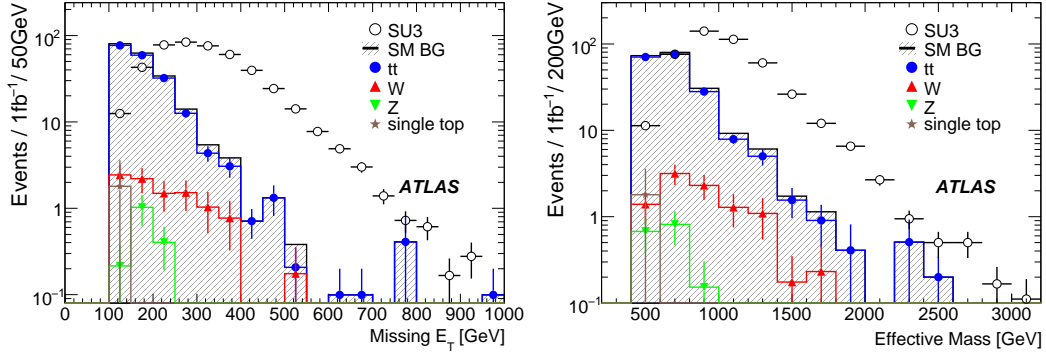 Events / 1fb⁻¹/ 50GeV
10²
10
1
10⁻¹
SU3
SM BG
tt
W
Z
single top
ATLAS
0 100 200 300 400 500 600 700 800 900 1000
Missing E_T [GeV]
Events / 1fb⁻¹/ 200GeV
10²
10
1
10⁻¹
SU3
SM BG
tt
W
Z
single top
ATLAS
500 1000 1500 2000 2500 3000
Effective Mass [GeV]